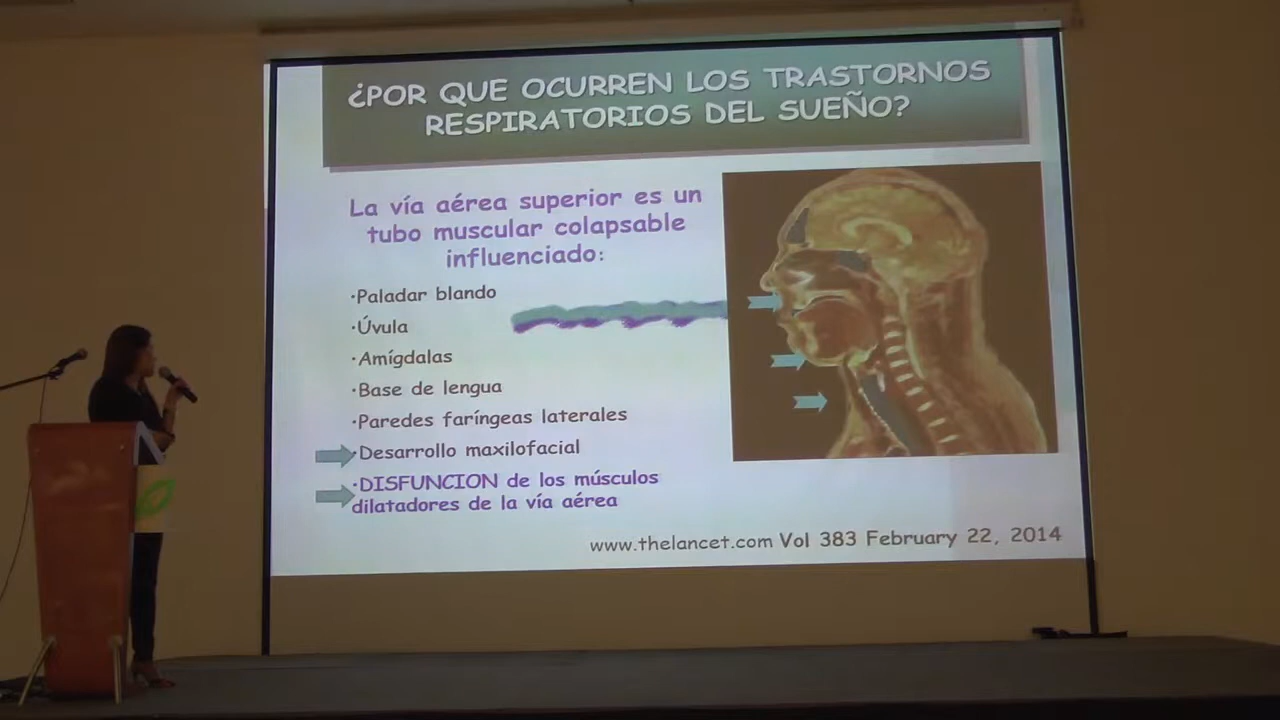 ¿POR QUE OCURREN LOS TRASTORNOS
RESPIRATORIOS DEL SUEÑO?
La vía aérea superior es un
tubo muscular colapsable
influenciado:
·Paladar blando
·Úvula
·Amígdalas
·Base de lengua
·Paredes faríngeas laterales
·Desarrollo maxilofacial
·DISFUNCION de los músculos
dilatadores de la vía aérea
www.thelancet.com Vol 383 February 22, 2014